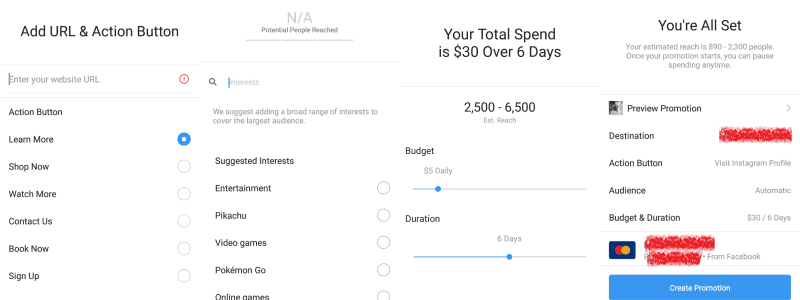 Add URL & Action Button
Enter your website URL
Action Button
Learn More
Shop Now
Watch More
Contact Us
Book Now
Sign Up
N/A
Potential People Reached
Interests
We suggest adding a broad range of interests to
cover the largest audience.
Suggested Interests
Entertainment
Pikachu
Video games
Pokémon Go
Online games
Your Total Spend
is $30 Over 6 Days
2,500 - 6,500
Est. Reach
Budget
$5 Daily
Duration
6 Days
You're All Set
Your estimated reach is 890 - 2,300 people.
Once your promotion starts, you can pause
spending anytime.
Preview Promotion
Destination
Action Button Visit Instagram Profile
Audience Automatic
Budget & Duration $30 / 6 Days
• From Facebook
Create Promotion